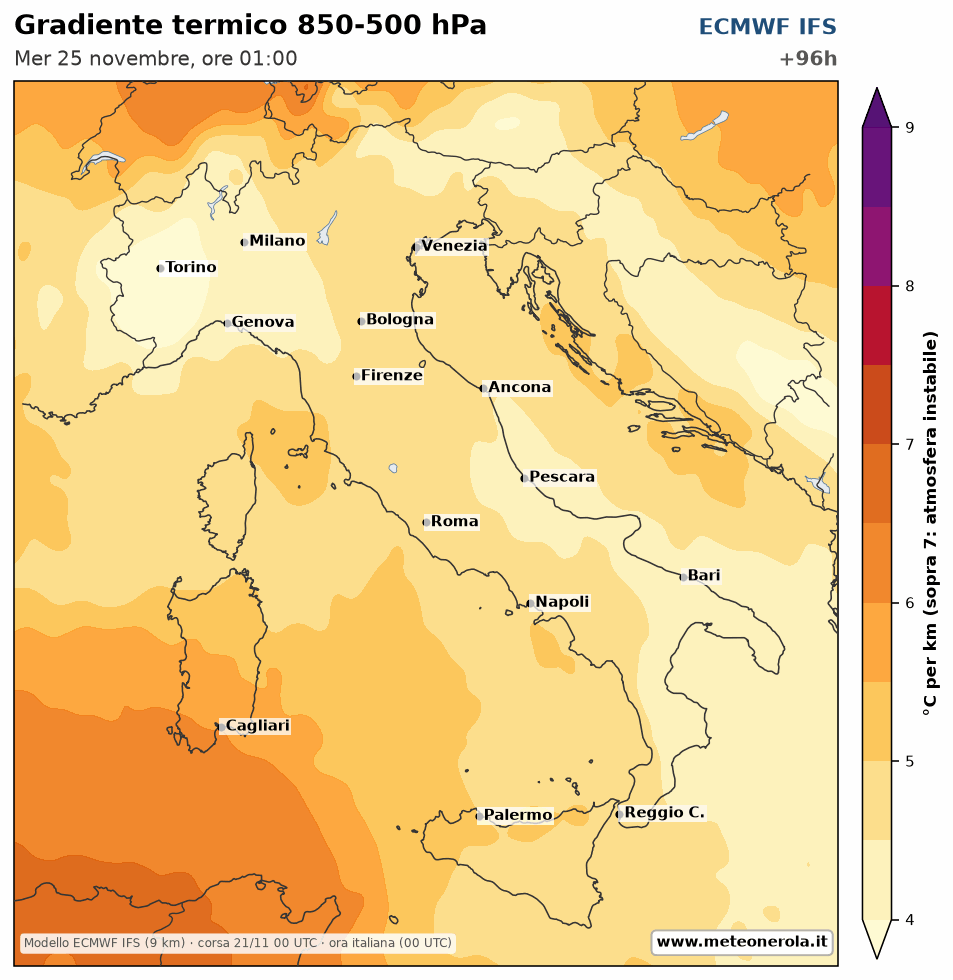 Gradiente termico 850-500 hPa
ECMWF IFS
Mer 25 novembre, ore 01:00
+96h
Milano
Venezia
Torino
Bologna
Genova
Firenze
Ancona
Pescara
Roma
Bari
Napoli
Cagliari
Palermo
Reggio C.
9
8
7
6
5
4
°C per km (sopra 7: atmosfera instabile)
Modello ECMWF IFS (9 km) · corsa 21/11 00 UTC · ora italiana (00 UTC)
www.meteonerola.it